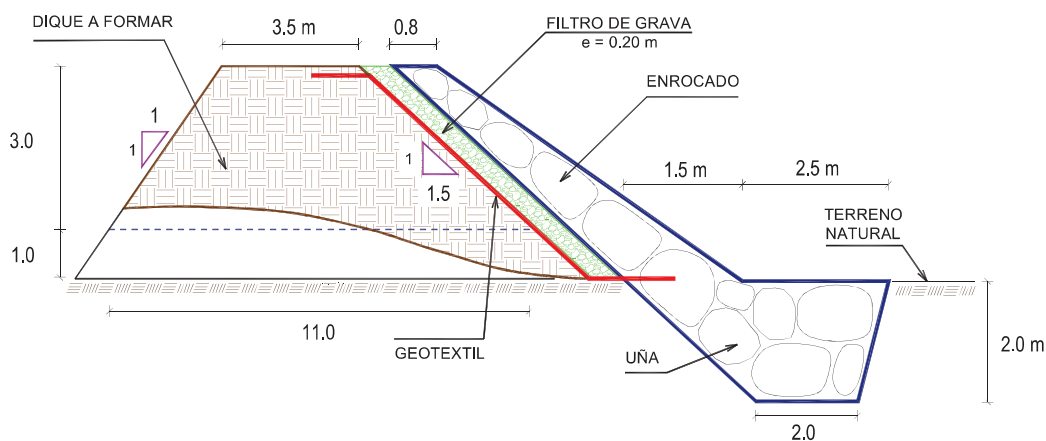 DIQUE A FORMAR
3.5 m
0.8
FILTRO DE GRAVA
e = 0.20 m
ENROCADO
1
1
3.0
1
1.5
1.5 m
2.5 m
TERRENO
NATURAL
1.0
11.0
GEOTEXTIL
UÑA
2.0 m
2.0